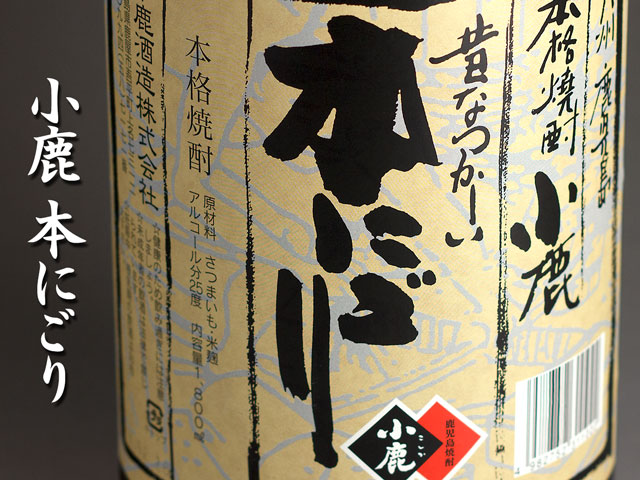 小鹿 本にごり
九州 鹿児島
本格焼酎 小鹿
昔なつかしい
本にごり
本格焼酎
原材料 さつまいも・米麹
アルコール分25度 内容量1,800㎖
鹿酒造株式会社
小鹿
こじか
鹿児島焼酎